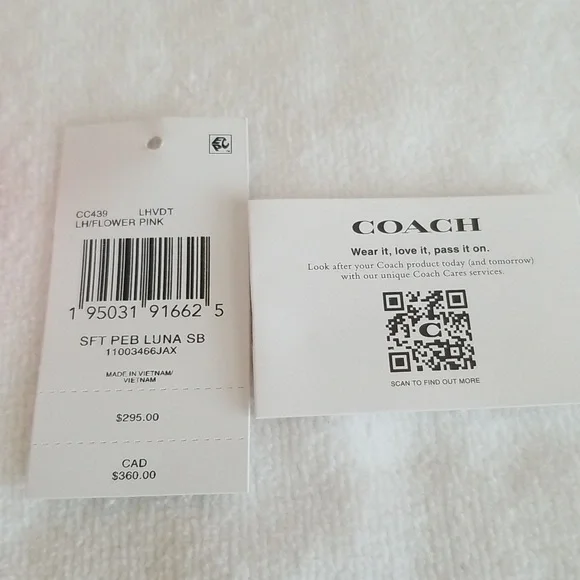 CC439 LHVDT
LH/FLOWER PINK
1 95031 91662 5
SFT PEB LUNA SB
11003466JAX
MADE IN VIETNAM/
VIETNAM
$295.00
CAD
$360.00
COACH
Wear it, love it, pass it on.
Look after your Coach product today (and tomorrow)
with our unique Coach Cares services.
C
SCAN TO FIND OUT MORE